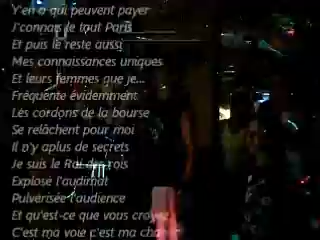 Y'en a qui peuvent payer
J'connais le tout Paris
Et puis le reste aussi
Mes connaissances uniques
Et leurs femmes que je...
Fréquente évidemment
Les cordons de la bourse
Se relâchent pour moi
Il n'y aplus de secrets
Je suis le Roi des rois
Explosé l'audimat
Pulvérisée l'audience
Et qu'est-ce que vous croyez
C'est ma voie c'est ma